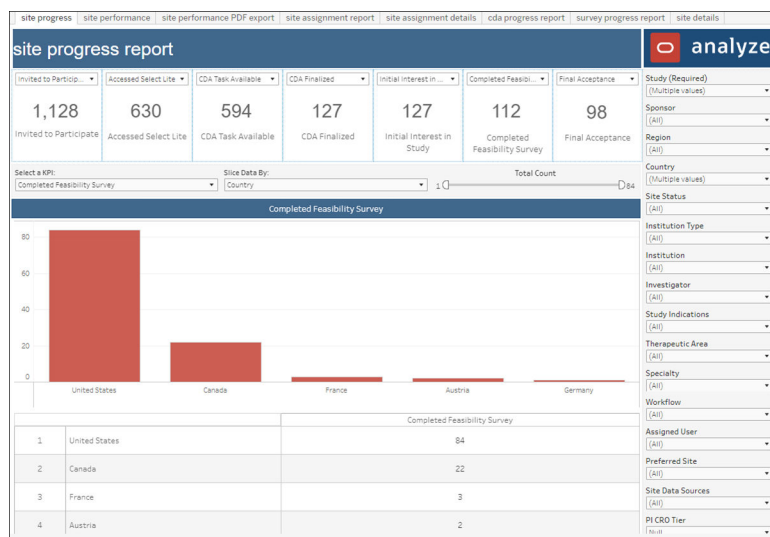 site progress site performance site performance PDF export site assignment report site assignment details cda progress report survey progress report site details
site progress report
analyze
Invited to Particip... Accessed Select Lite CDA Task Available CDA Finalized Initial Interest in ... Completed Feasibi... Final Acceptance
1,128 630 594 127 127 112 98
Invited to Participate Accessed Select Lite CDA Task Available CDA Finalized Initial Interest in Study Completed Feasibility Survey Final Acceptance
Select a KPI: Slice Data By: Total Count
Completed Feasibility Survey Country 1 84
Completed Feasibility Survey
80
60
40
20
0
United States Canada France Austria Germany
Completed Feasibility Survey
1 United States 84
2 Canada 22
3 France 3
4 Austria 2
Study (Required)
(Multiple values)
Sponsor
(All)
Region
(All)
Country
(Multiple values)
Site Status
(All)
Institution Type
(All)
Institution
(All)
Investigator
(All)
Study Indications
(All)
Therapeutic Area
(All)
Specialty
(All)
Workflow
(All)
Assigned User
(All)
Preferred Site
(All)
Site Data Sources
(All)
PI CRO Tier
Null